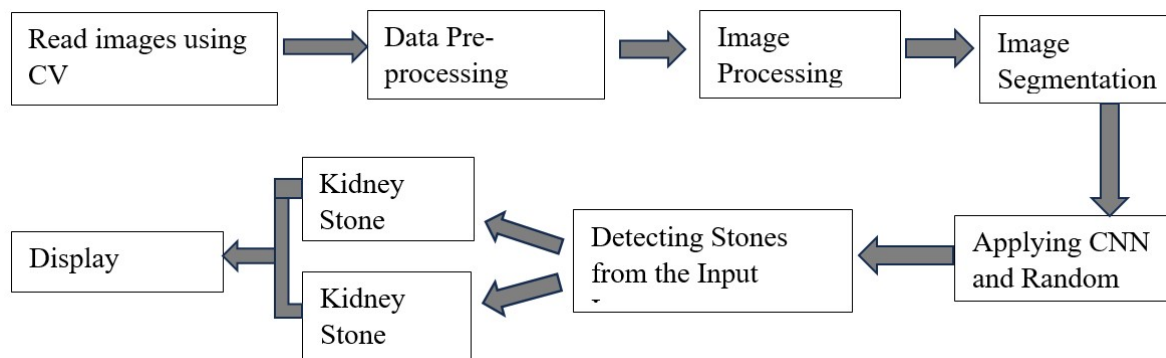 Read images using
CV
Data Pre-
processing
Image
Processing
Image
Segmentation
Applying CNN
and Random
Detecting Stones
from the Input
Kidney
Stone
Kidney
Stone
Display